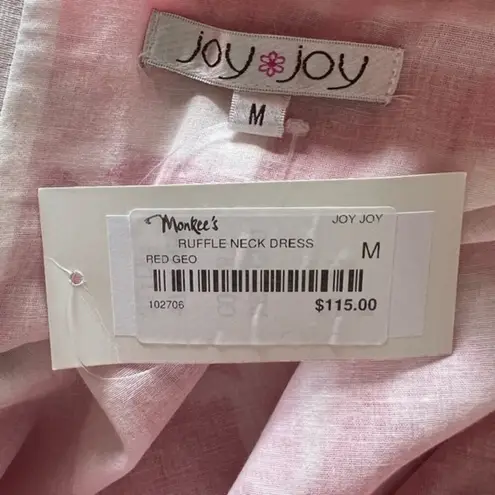 joy joy
M
Monkee's
JOY JOY
RUFFLE NECK DRESS
RED GEO
M
102706
$115.00